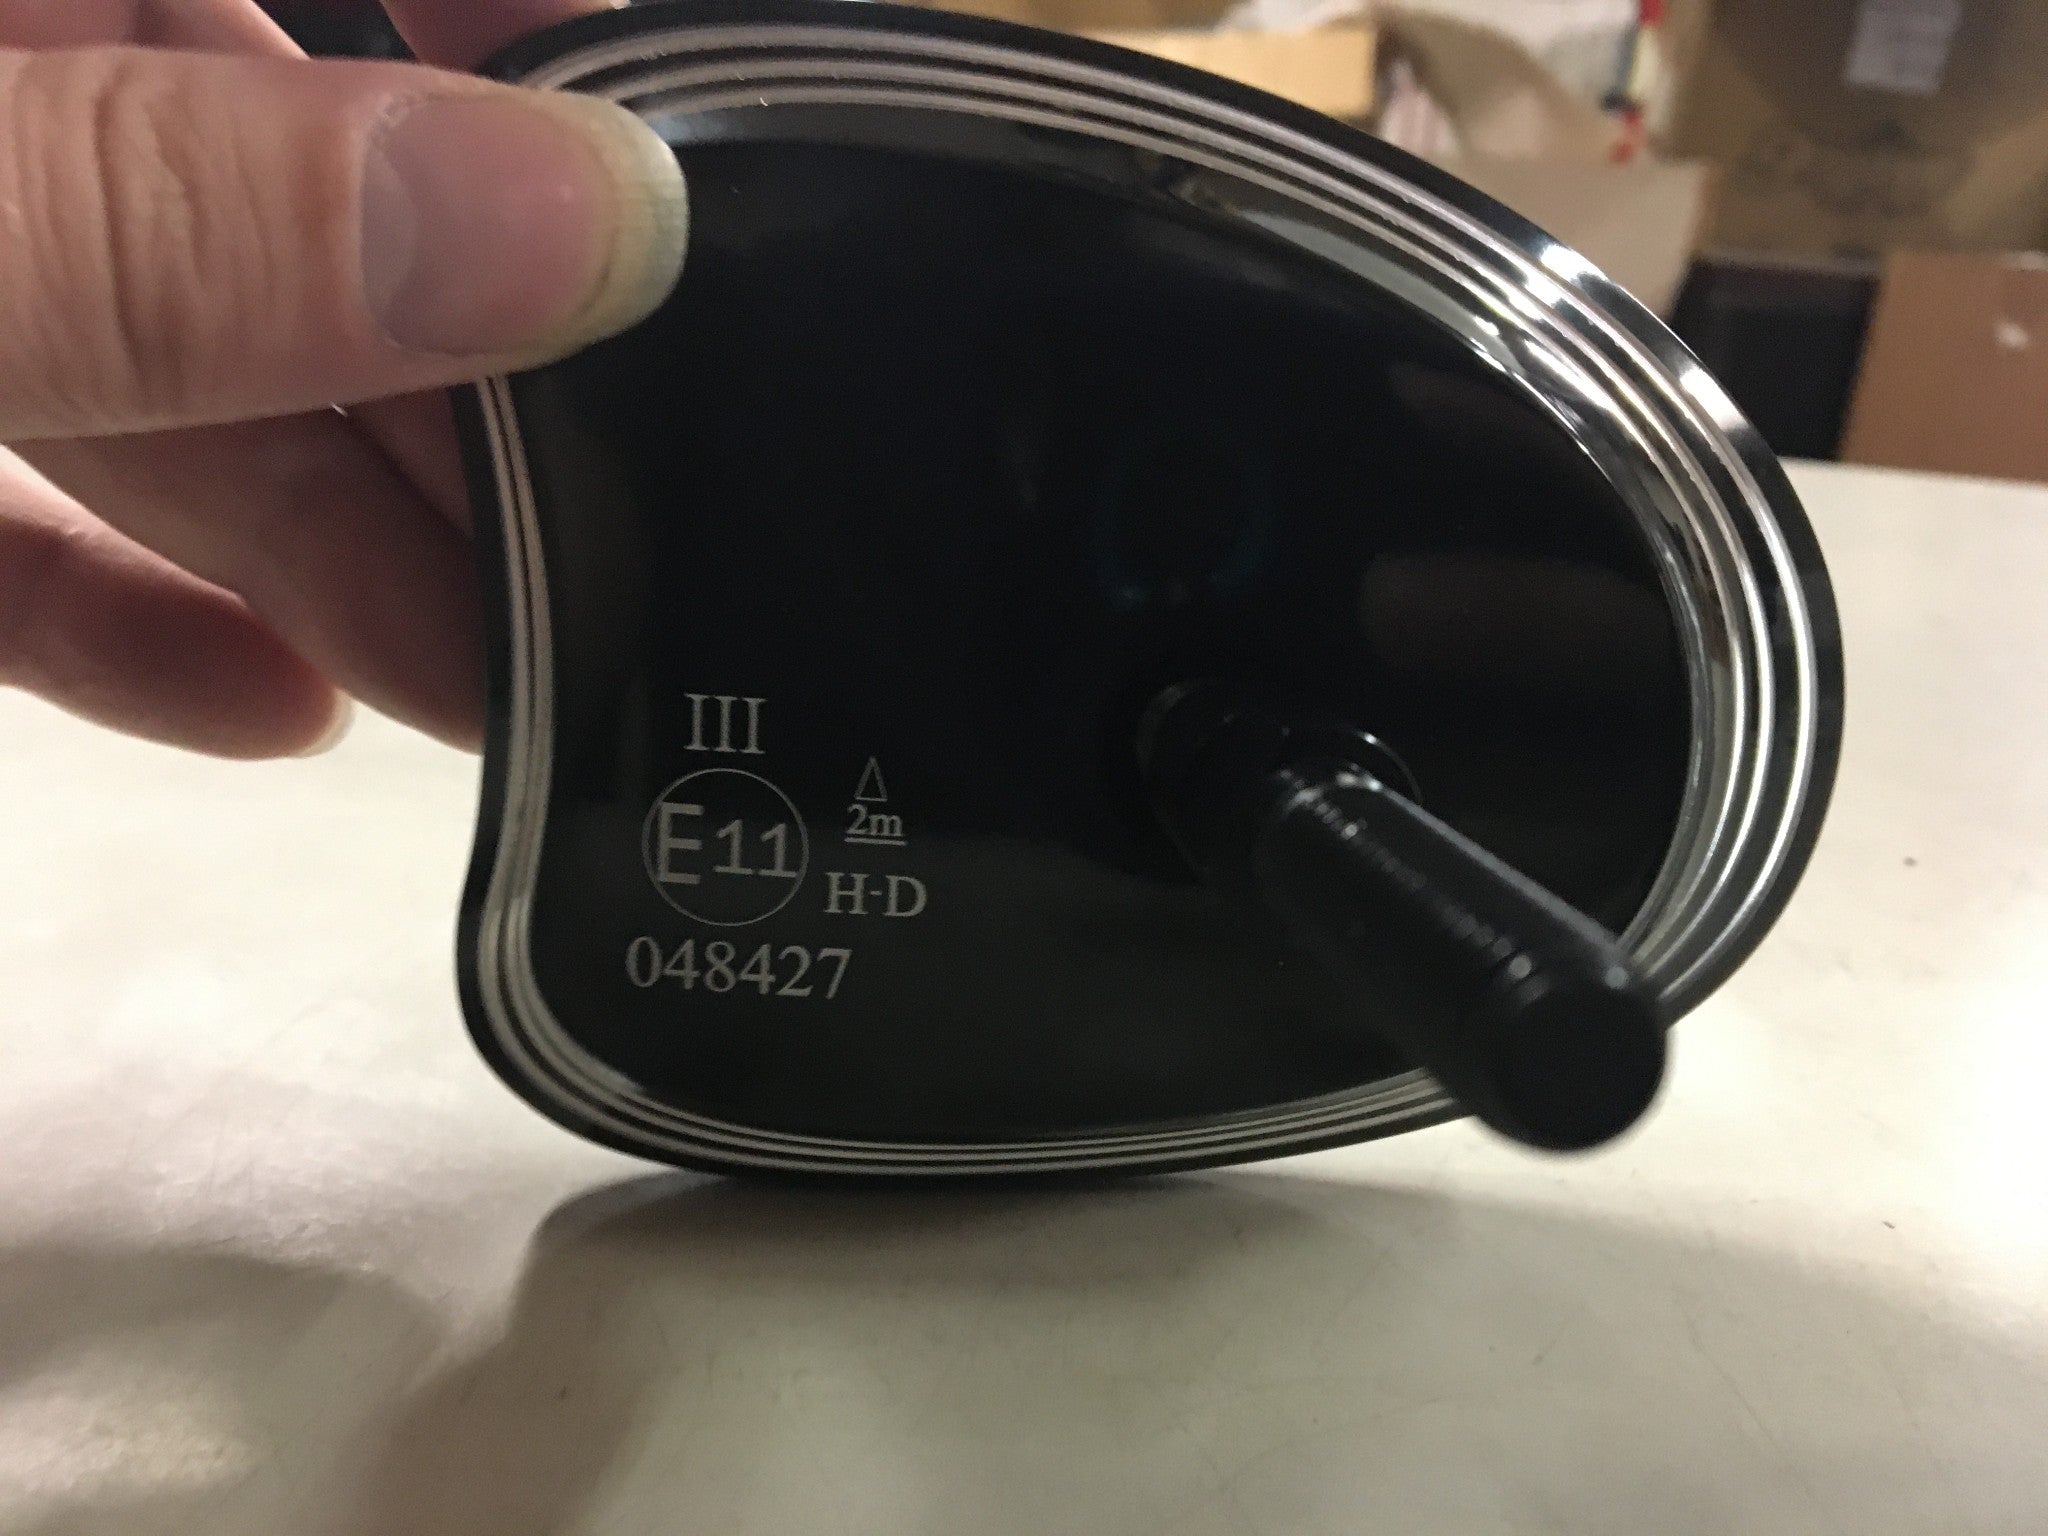 III
E11
Δ
2m
H-D
048427